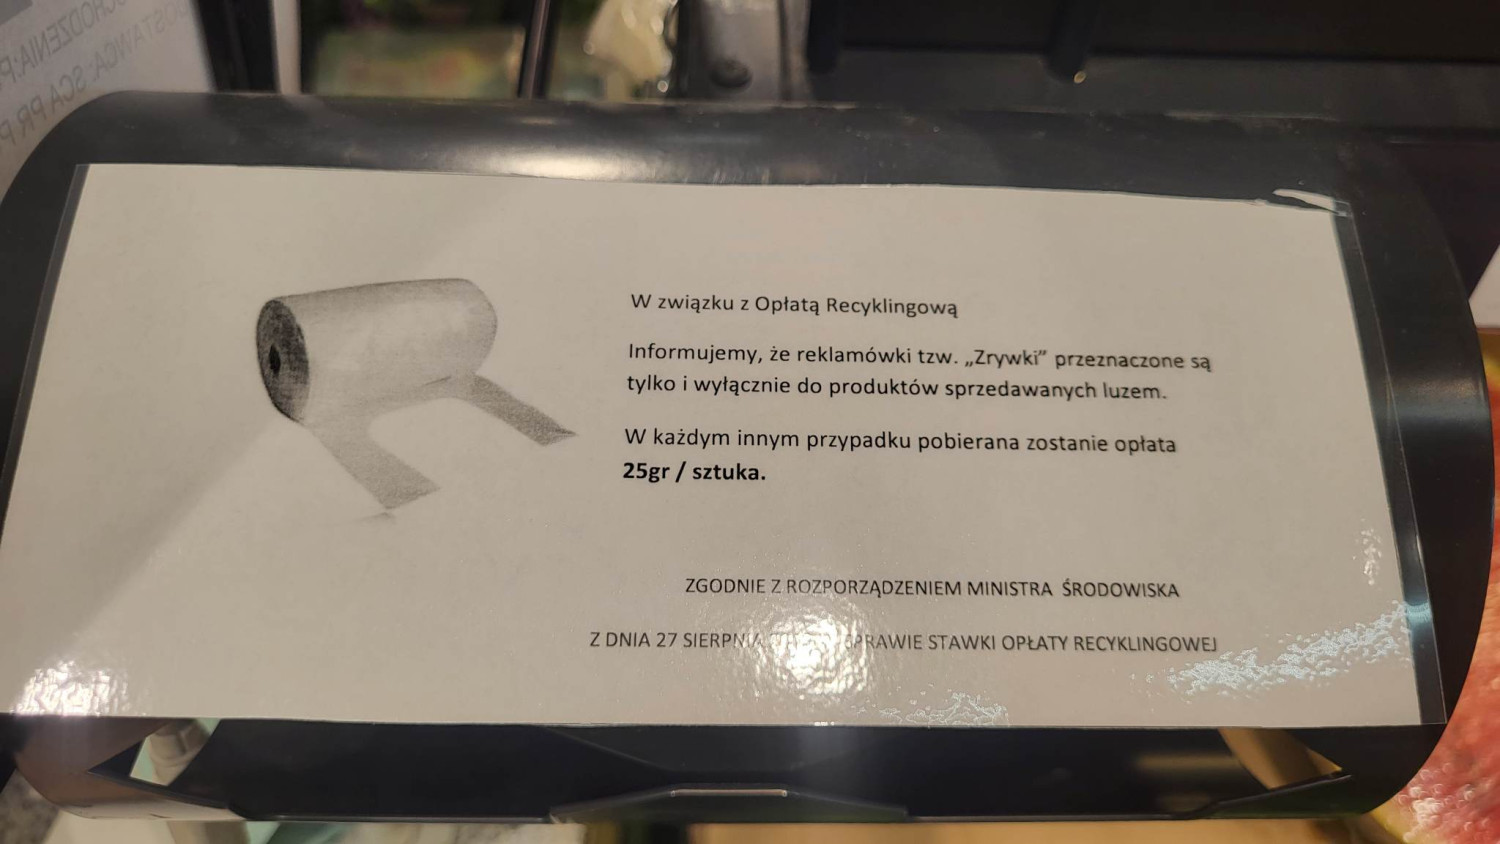 W związku z Opłatą Recyklingową
Informujemy, że reklamówki tzw. „Zrywki” przeznaczone są
tylko i wyłącznie do produktów sprzedawanych luzem.
W każdym innym przypadku pobierana zostanie opłata
25gr / sztuka.
ZGODNIE Z ROZPORZĄDZENIEM MINISTRA ŚRODOWISKA
Z DNIA 27 SIERPNIA SPRAWIE STAWKI OPŁATY RECYKLINGOWEJ